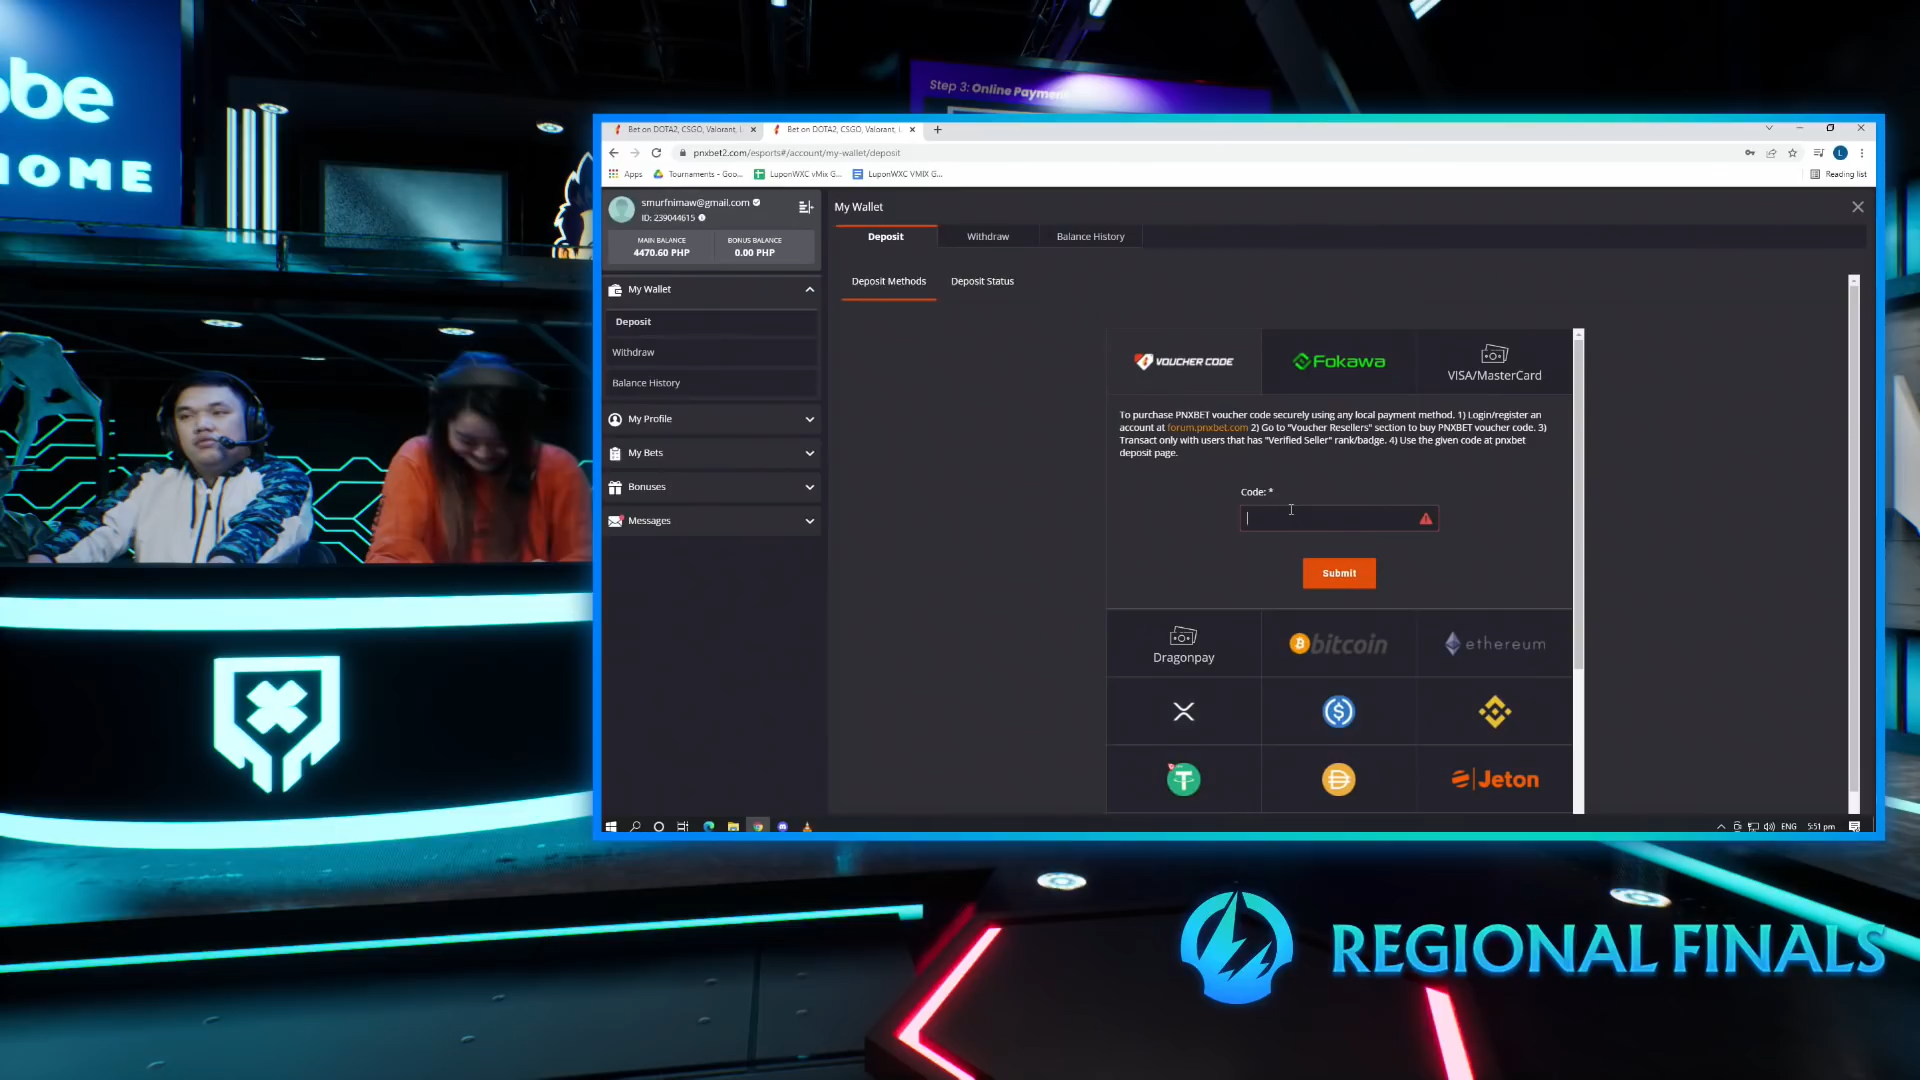 obe
HOME
Step 3: Online Payment
Bet on DOTA2, CSGO, Valorant, L
Bet on DOTA2, CSGO, Valorant, L
pnxbet2.com/esports#/account/my-wallet/deposit
L
Apps
Tournaments - Goo...
LuponWXC vMix G...
LuponWXC VMIX G...
Reading list
smurfnimaw@gmail.com
ID: 239044615
MAIN BALANCE
4470.60 PHP
BONUS BALANCE
0.00 PHP
My Wallet
Deposit
Withdraw
Balance History
My Profile
My Bets
Bonuses
Messages
My Wallet
Deposit
Withdraw
Balance History
Deposit Methods
Deposit Status
VOUCHER CODE
Fokawa
VISA/MasterCard
To purchase PNXBET voucher code securely using any local payment method. 1) Login/register an
account at forum.pnxbet.com 2) Go to "Voucher Resellers" section to buy PNXBET voucher code. 3)
Transact only with users that has "Verified Seller" rank/badge. 4) Use the given code at pnxbet
deposit page.
Code: *
Submit
Dragonpay
bitcoin
ethereum
Jeton
ENG
5:51 pm
REGIONAL FINALS